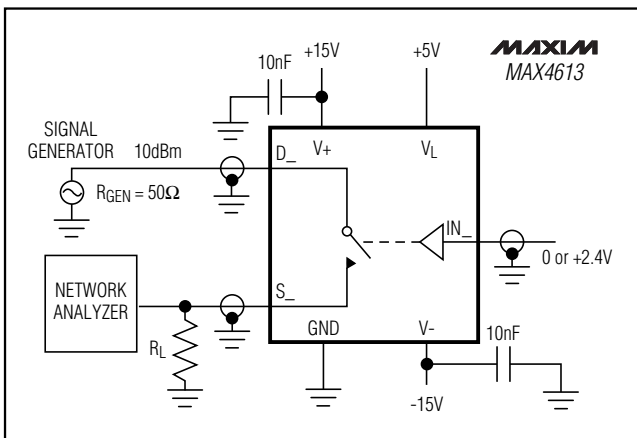 +15V
+5V
MAXIM
MAX4613
10nF
SIGNAL
GENERATOR
10dBm
D_
V+
VL
RGEN = 50Ω
IN_
0 or +2.4V
NETWORK
ANALYZER
S_
RL
GND
V-
10nF
-15V